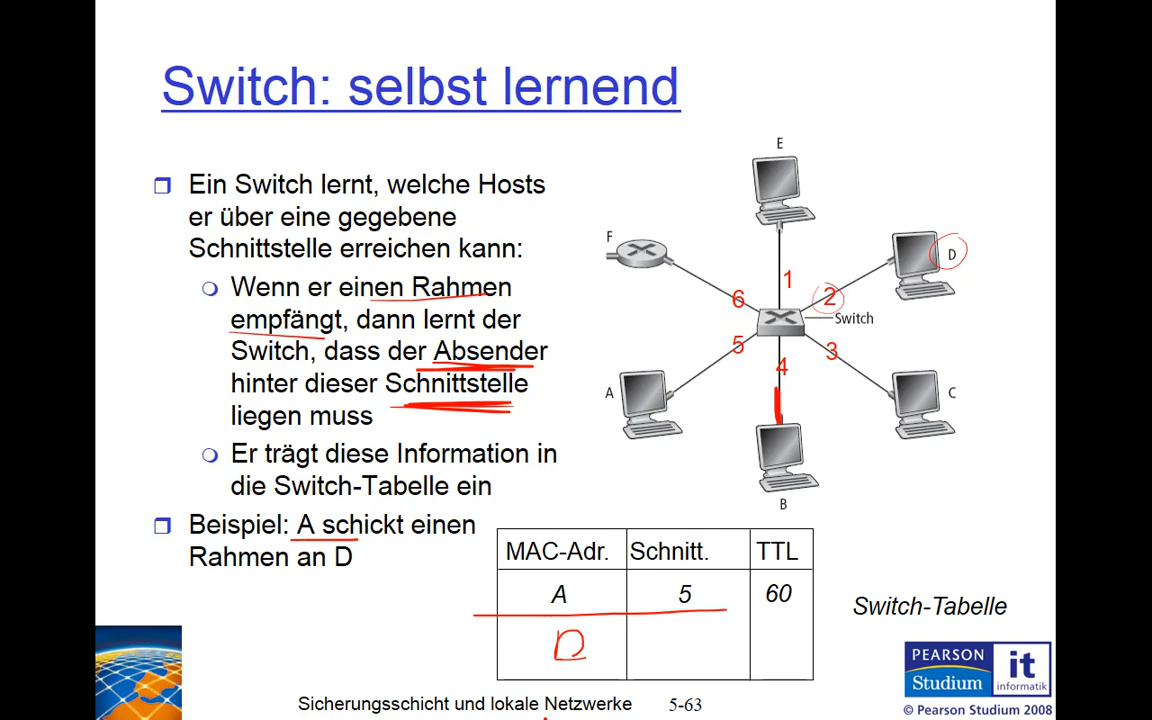 Switch: selbst lernend
Ein Switch lernt, welche Hosts
er über eine gegebene
Schnittstelle erreichen kann:
Wenn er einen Rahmen
empfängt, dann lernt der
Switch, dass der Absender
hinter dieser Schnittstelle
liegen muss
Er trägt diese Information in
die Switch-Tabelle ein
Beispiel: A schickt einen
Rahmen an D
E
F
D
1
6
2
Switch
5
3
4
A
C
B
MAC-Adr. Schnitt. TTL
A 5 60
D
Switch-Tabelle
PEARSON
Studium
it
informatik
Sicherungsschicht und lokale Netzwerke 5-63
© Pearson Studium 2008